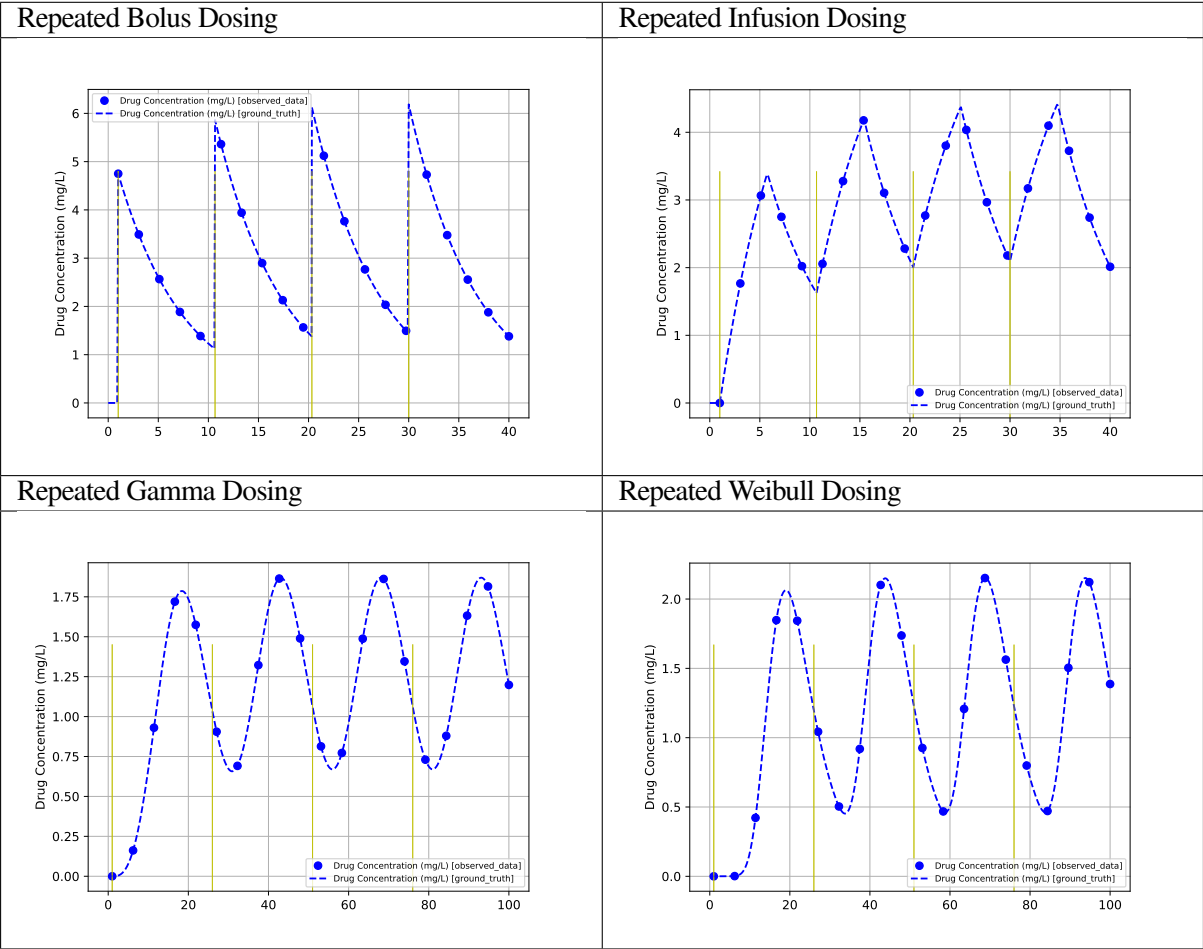 Repeated Bolus Dosing
Repeated Infusion Dosing
Drug Concentration (mg/L)
6
5
4
3
2
1
0
Drug Concentration (mg/L) [observed_data]
Drug Concentration (mg/L) [ground_truth]
0 5 10 15 20 25 30 35 40
Drug Concentration (mg/L)
4
3
2
1
0
Drug Concentration (mg/L) [observed_data]
Drug Concentration (mg/L) [ground_truth]
0 5 10 15 20 25 30 35 40
Repeated Gamma Dosing
Repeated Weibull Dosing
Drug Concentration (mg/L)
1.75
1.50
1.25
1.00
0.75
0.50
0.25
0.00
Drug Concentration (mg/L) [observed_data]
Drug Concentration (mg/L) [ground_truth]
0 20 40 60 80 100
Drug Concentration (mg/L)
2.0
1.5
1.0
0.5
0.0
Drug Concentration (mg/L) [observed_data]
Drug Concentration (mg/L) [ground_truth]
0 20 40 60 80 100